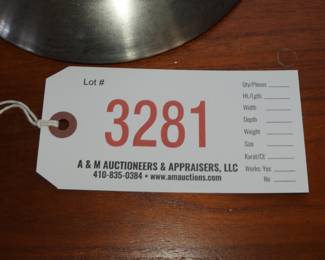 Lot #
3281
A & M AUCTIONEERS & APPRAISERS, LLC
410-835-0384 • www.amauctions.com
Qty/Pieces
Ht./Lgth.
Width
Depth
Weight
Size
Karat/Ct
Works: Yes
No